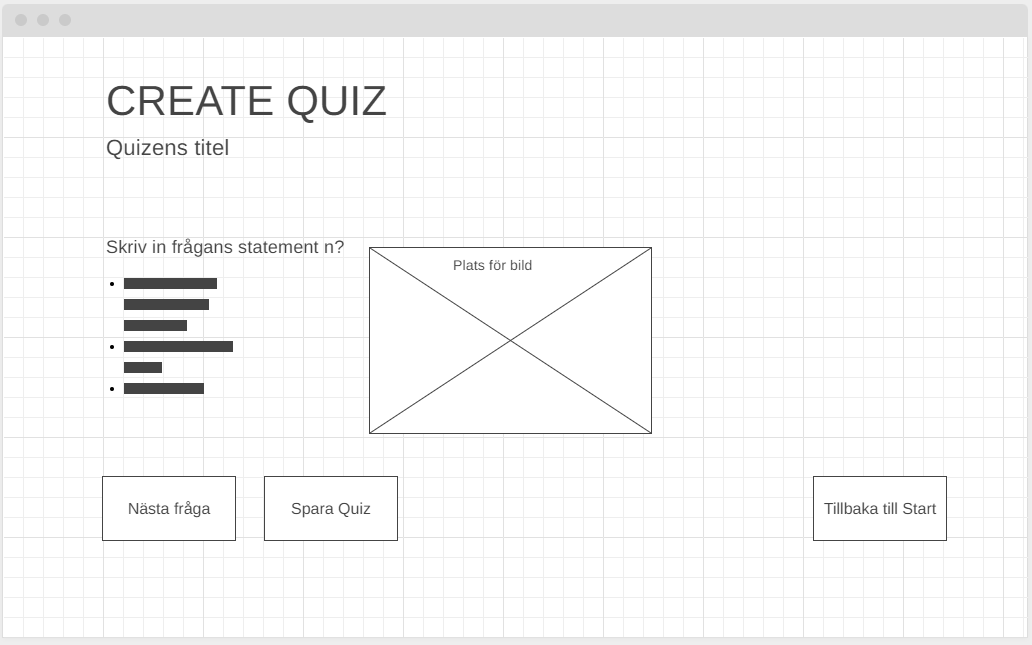 CREATE QUIZ
Quizens titel
Skriv in frågans statement n?
Plats för bild
Nästa fråga
Spara Quiz
Tillbaka till Start